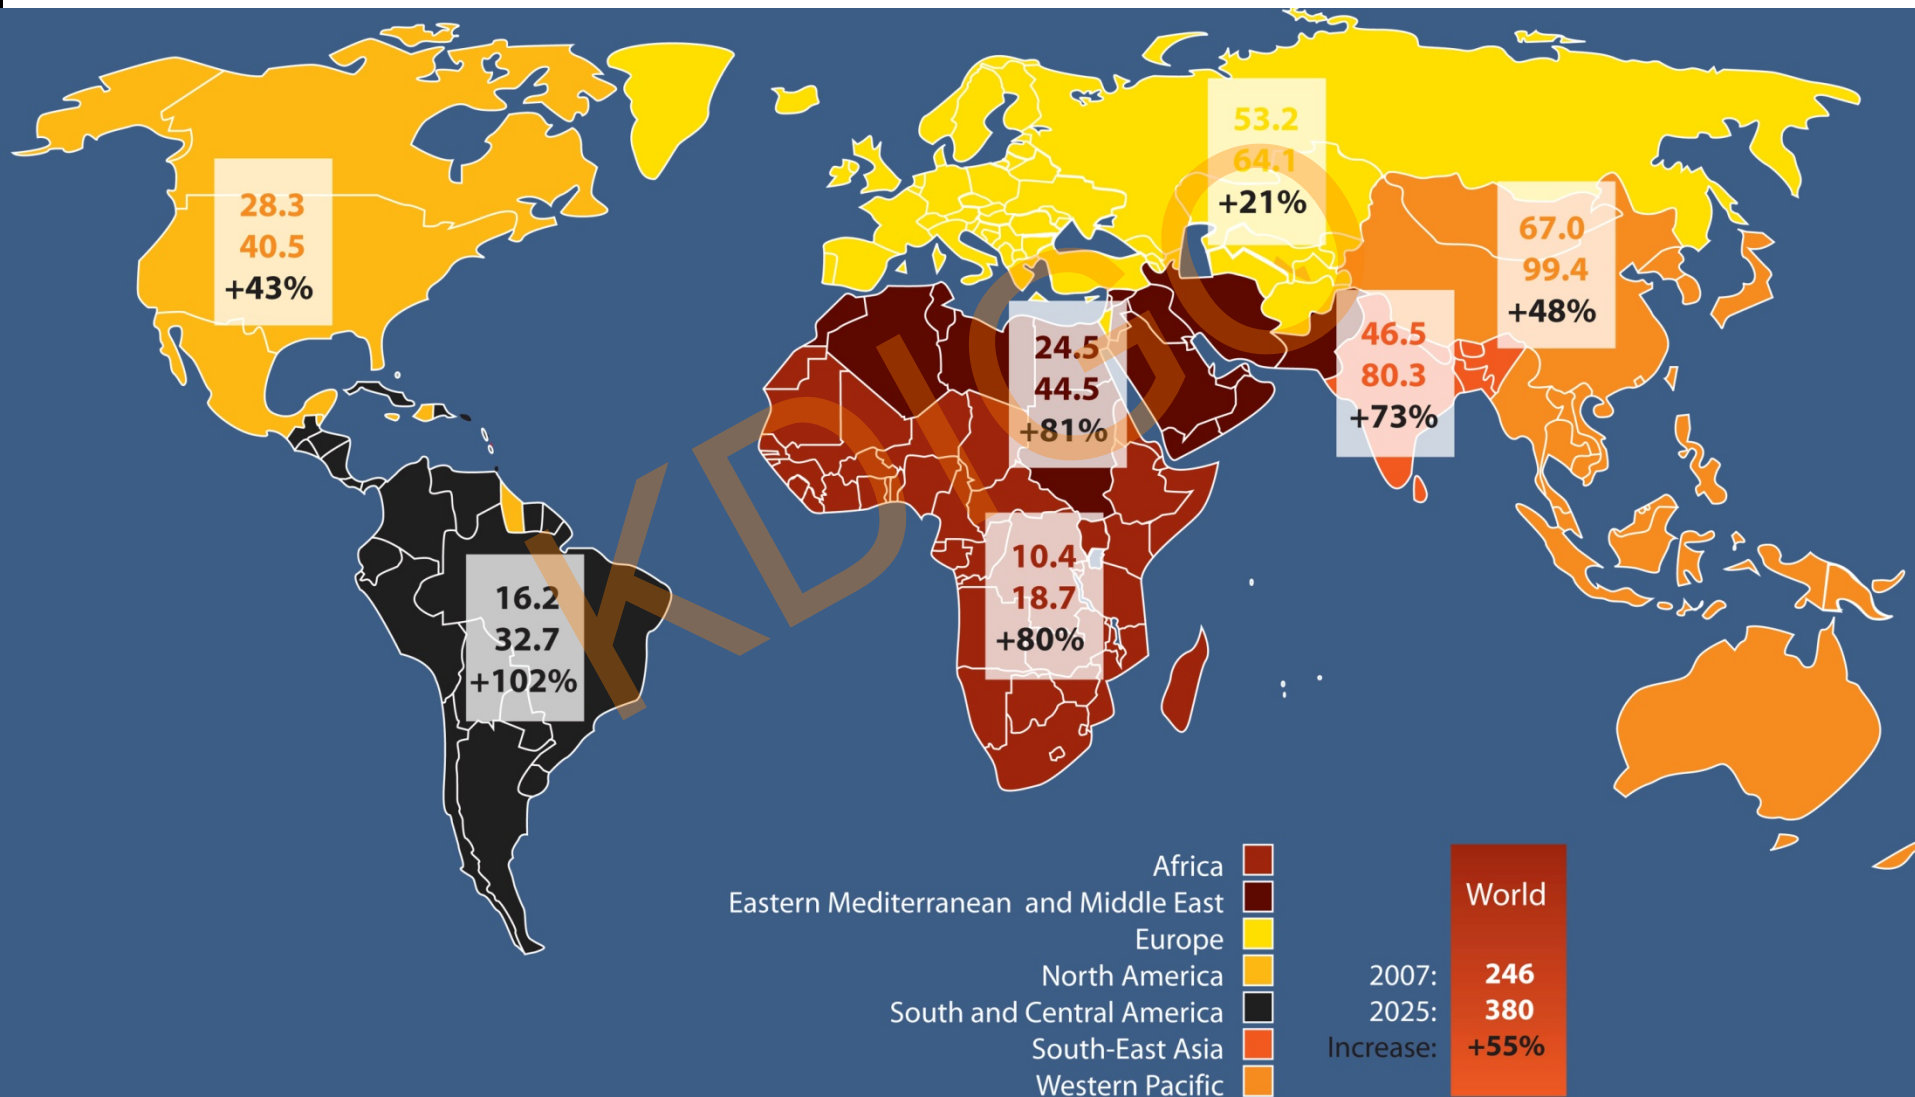 28.3
40.5
+43%
53.2
64.1
+21%
67.0
99.4
+48%
24.5
44.5
+81%
46.5
80.3
+73%
10.4
18.7
+80%
16.2
32.7
+102%
KDIGO
Africa
Eastern Mediterranean and Middle East
Europe
North America
South and Central America
South-East Asia
Western Pacific
World
2007: 246
2025: 380
Increase: +55%